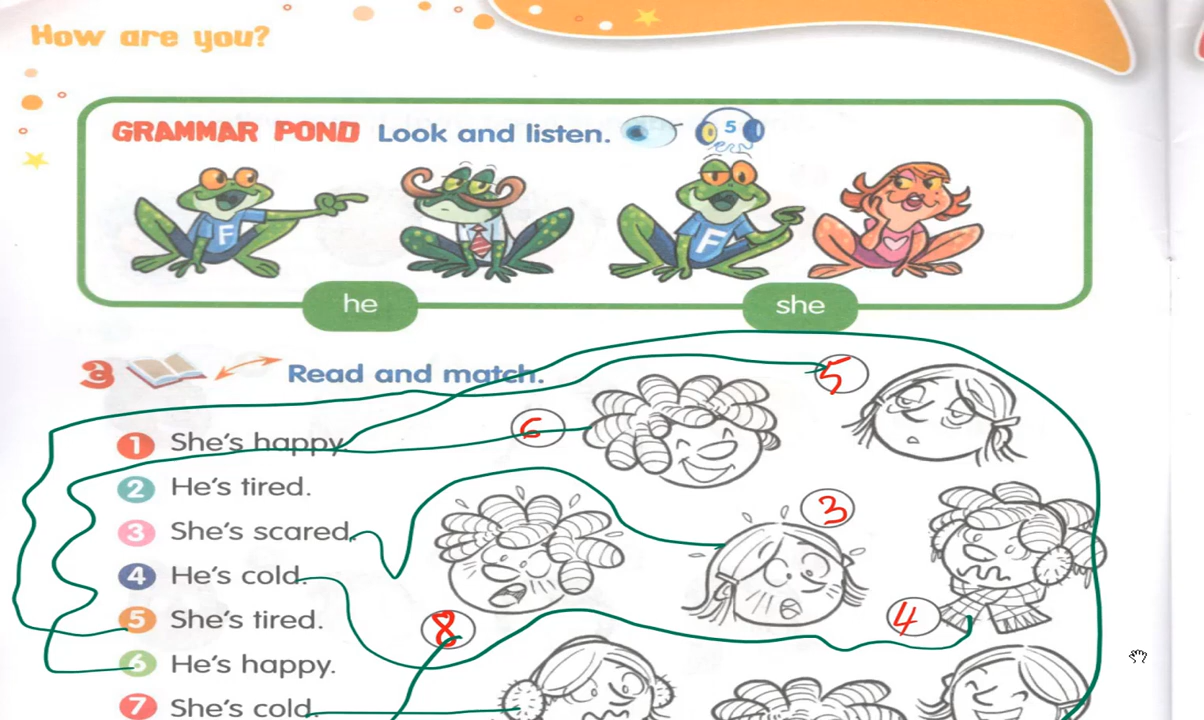 How are you?
GRAMMAR POND Look and listen. 5
F
F
he
she
3 Read and match.
5
1 She's happy.
6
2 He's tired.
3 She's scared.
3
4 He's cold.
4
5 She's tired.
8
6 He's happy.
7 She's cold.